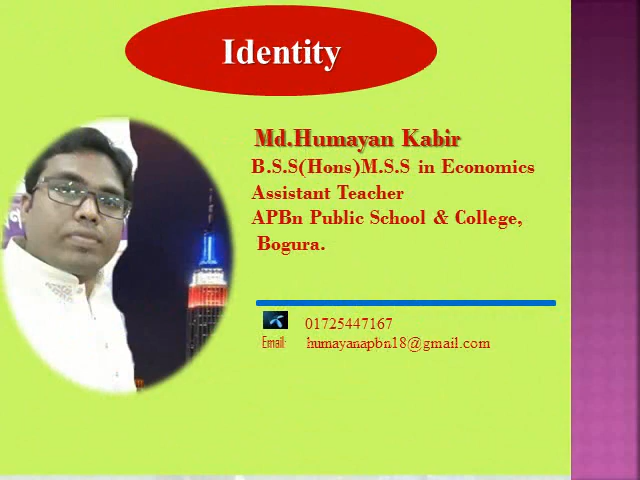 Identity
Md.Humayan Kabir
B.S.S(Hons)M.S.S in Economics
Assistant Teacher
APBn Public School & College,
Bogura.
01725447167
Email: humayanapbn18@gmail.com